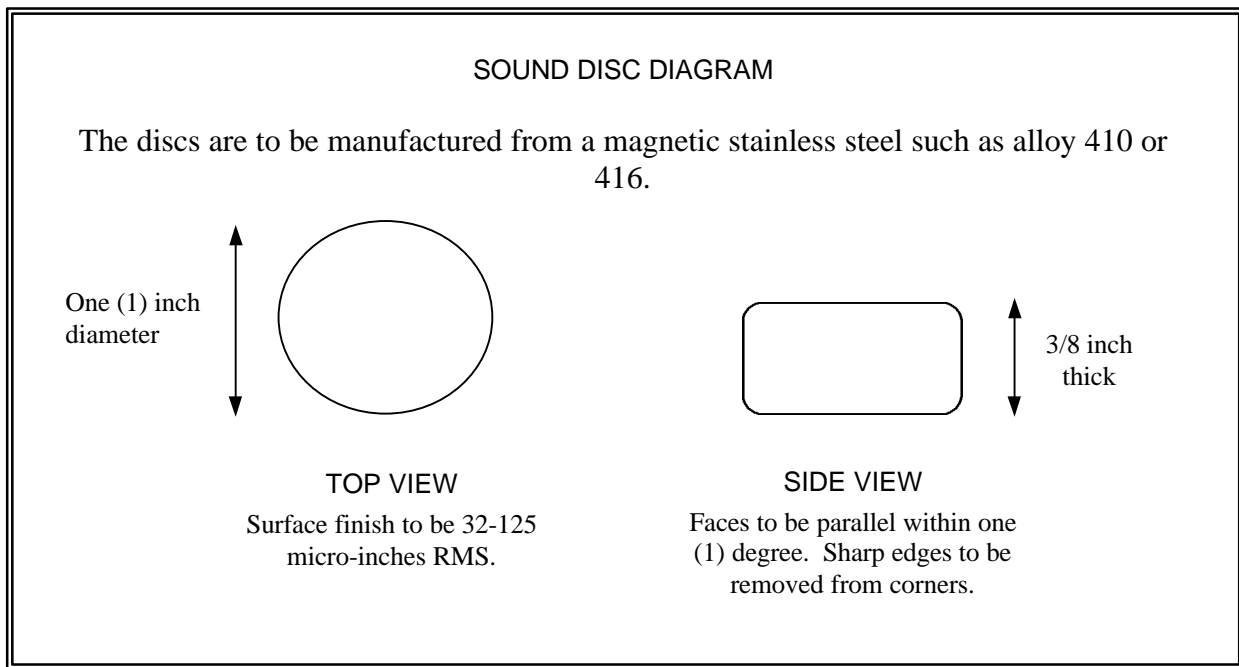 SOUND DISC DIAGRAM
The discs are to be manufactured from a magnetic stainless steel such as alloy 410 or
416.
One (1) inch
diameter
3/8 inch
thick
TOP VIEW
Surface finish to be 32-125
micro-inches RMS.
SIDE VIEW
Faces to be parallel within one
(1) degree.  Sharp edges to be
removed from corners.